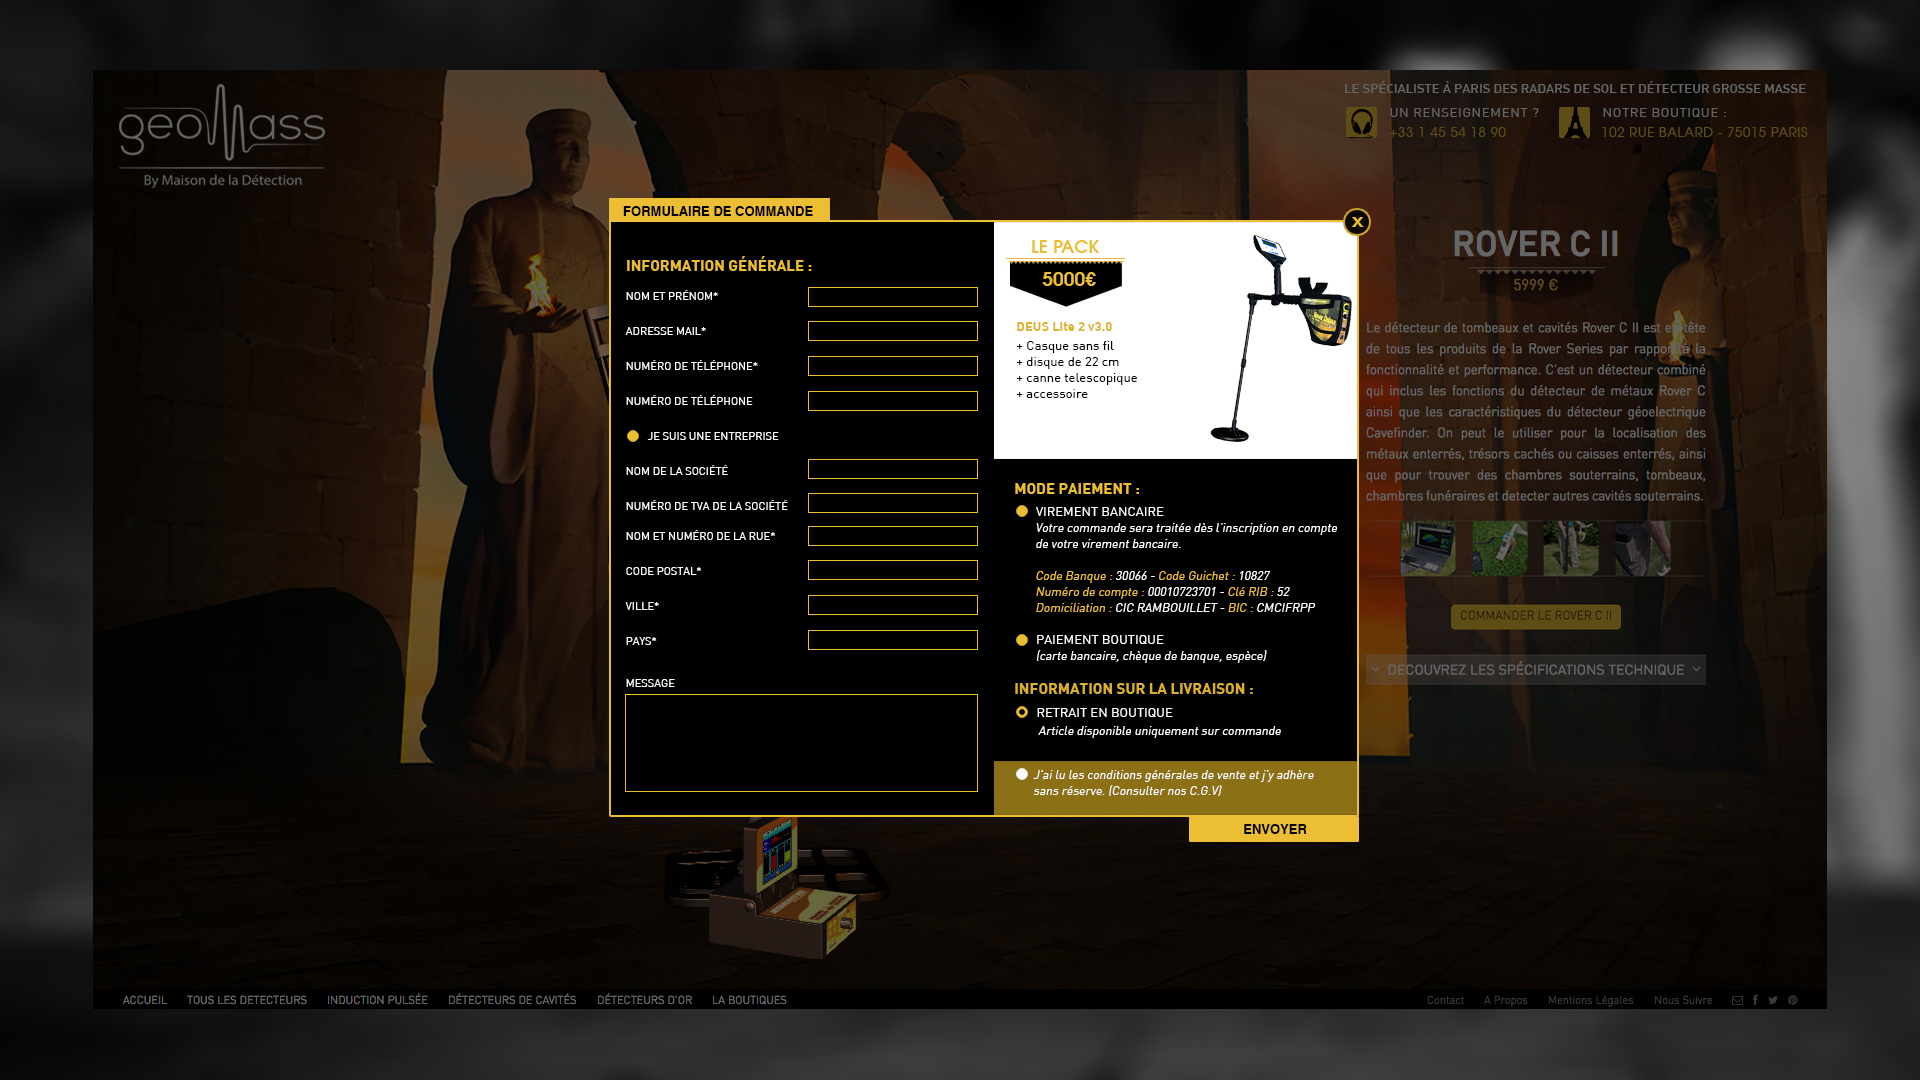 geomass
By Maison de la Détection
LE SPÉCIALISTE À PARIS DES RADARS DE SOL ET DÉTECTEUR GROSSE MASSE
UN RENSEIGNEMENT ?
+33 1 45 54 18 90
NOTRE BOUTIQUE :
102 RUE BALARD - 75015 PARIS
FORMULAIRE DE COMMANDE
X
INFORMATION GÉNÉRALE :
NOM ET PRÉNOM*
ADRESSE MAIL*
NUMÉRO DE TÉLÉPHONE*
NUMÉRO DE TÉLÉPHONE
JE SUIS UNE ENTREPRISE
NOM DE LA SOCIÉTÉ
NUMÉRO DE TVA DE LA SOCIÉTÉ
NOM ET NUMÉRO DE LA RUE*
CODE POSTAL*
VILLE*
PAYS*
MESSAGE
LE PACK
5000€
DEUS Lite 2 v3.0
+ Casque sans fil
+ disque de 22 cm
+ canne telescopique
+ accessoire
MODE PAIEMENT :
VIREMENT BANCAIRE
Votre commande sera traitée dès l'inscription en compte
de votre virement bancaire.
Code Banque : 30066 - Code Guichet : 10827
Numéro de compte : 00010723701 - Clé RIB : 52
Domiciliation : CIC RAMBOUILLET - BIC : CMCIFRPP
PAIEMENT BOUTIQUE
(carte bancaire, chèque de banque, espèce)
INFORMATION SUR LA LIVRAISON :
RETRAIT EN BOUTIQUE
Article disponible uniquement sur commande
J'ai lu les conditions générales de vente et j'y adhère
sans réserve. (Consulter nos C.G.V)
ENVOYER
ROVER C II
5999 €
Le détecteur de tombeaux et cavités Rover C II est en tête
de tous les produits de la Rover Series par rapport à la
fonctionnalité et performance. C'est un détecteur combiné
qui inclus les fonctions du détecteur de métaux Rover C
ainsi que les caractéristiques du détecteur géoelectrique
Cavefinder. On peut le utiliser pour la localisation des
métaux enterrés, trésors cachés ou caisses enterrés, ainsi
que pour trouver des chambres souterrains, tombeaux,
chambres funéraires et detecter autres cavités souterrains.
COMMANDER LE ROVER C II
DECOUVREZ LES SPÉCIFICATIONS TECHNIQUE
ACCUEIL TOUS LES DETECTEURS INDUCTION PULSÉE DÉTECTEURS DE CAVITÉS DÉTECTEURS D'OR LA BOUTIQUES
Contact A Propos Mentions Légales Nous Suivre